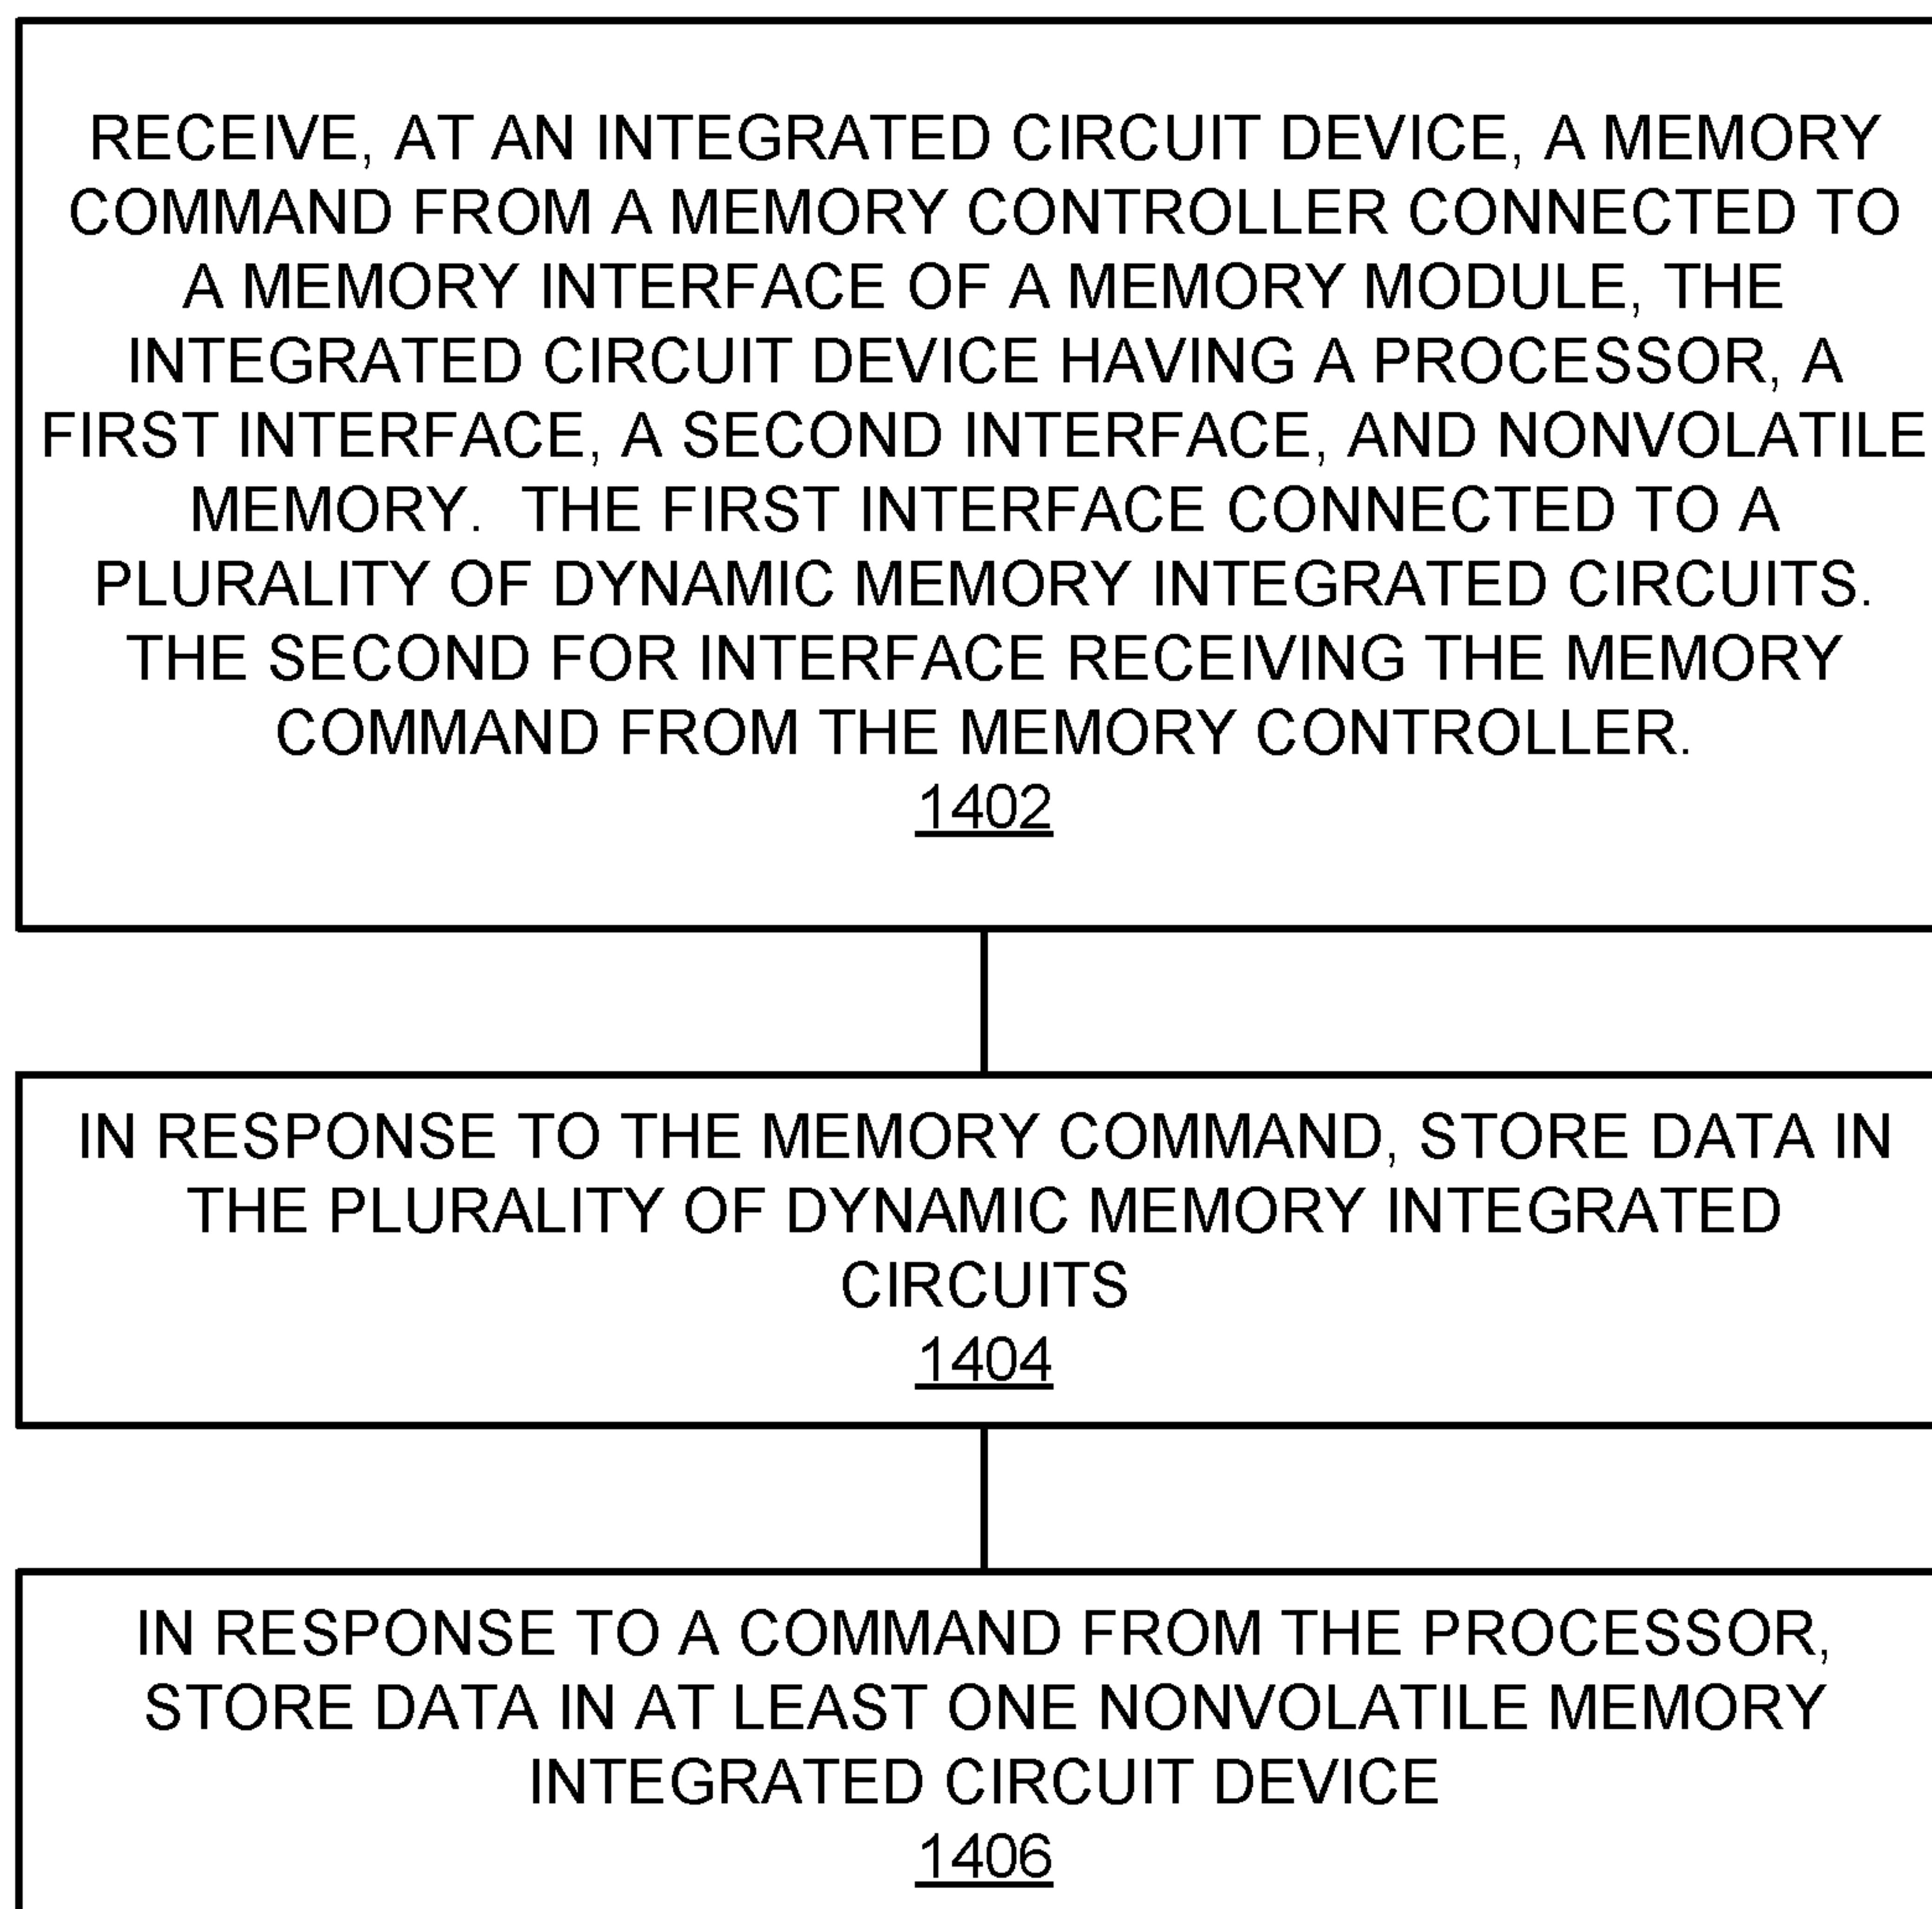 RECEIVE, AT AN INTEGRATED CIRCUIT DEVICE, A MEMORY
COMMAND FROM A MEMORY CONTROLLER CONNECTED TO
A MEMORY INTERFACE OF A MEMORY MODULE, THE
INTEGRATED CIRCUIT DEVICE HAVING A PROCESSOR, A
FIRST INTERFACE, A SECOND INTERFACE, AND NONVOLATILE
MEMORY.  THE FIRST INTERFACE CONNECTED TO A
PLURALITY OF DYNAMIC MEMORY INTEGRATED CIRCUITS.
THE SECOND FOR INTERFACE RECEIVING THE MEMORY
COMMAND FROM THE MEMORY CONTROLLER.
1402
IN RESPONSE TO THE MEMORY COMMAND, STORE DATA IN
THE PLURALITY OF DYNAMIC MEMORY INTEGRATED
CIRCUITS
1404
IN RESPONSE TO A COMMAND FROM THE PROCESSOR,
STORE DATA IN AT LEAST ONE NONVOLATILE MEMORY
INTEGRATED CIRCUIT DEVICE
1406